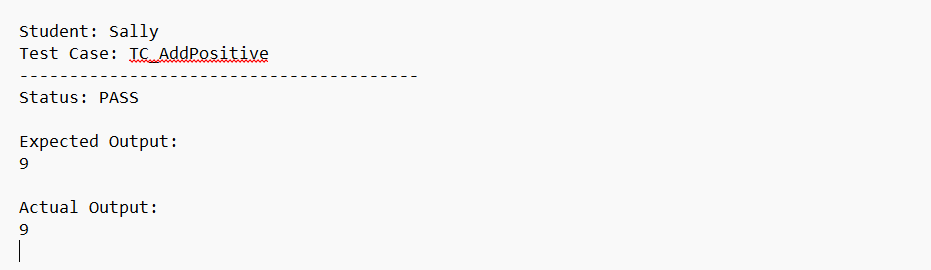 Student: Sally
Test Case: TC_AddPositive
----------------------------------------
Status: PASS
Expected Output:
9
Actual Output:
9